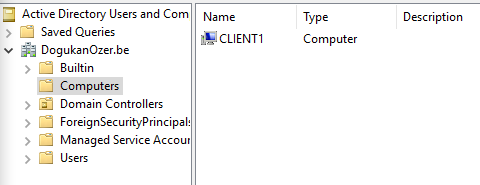 Active Directory Users and Com
Saved Queries
DogukanOzer.be
Builtin
Computers
Domain Controllers
ForeignSecurityPrincipals
Managed Service Accour
Users
Name Type Description
CLIENT1 Computer